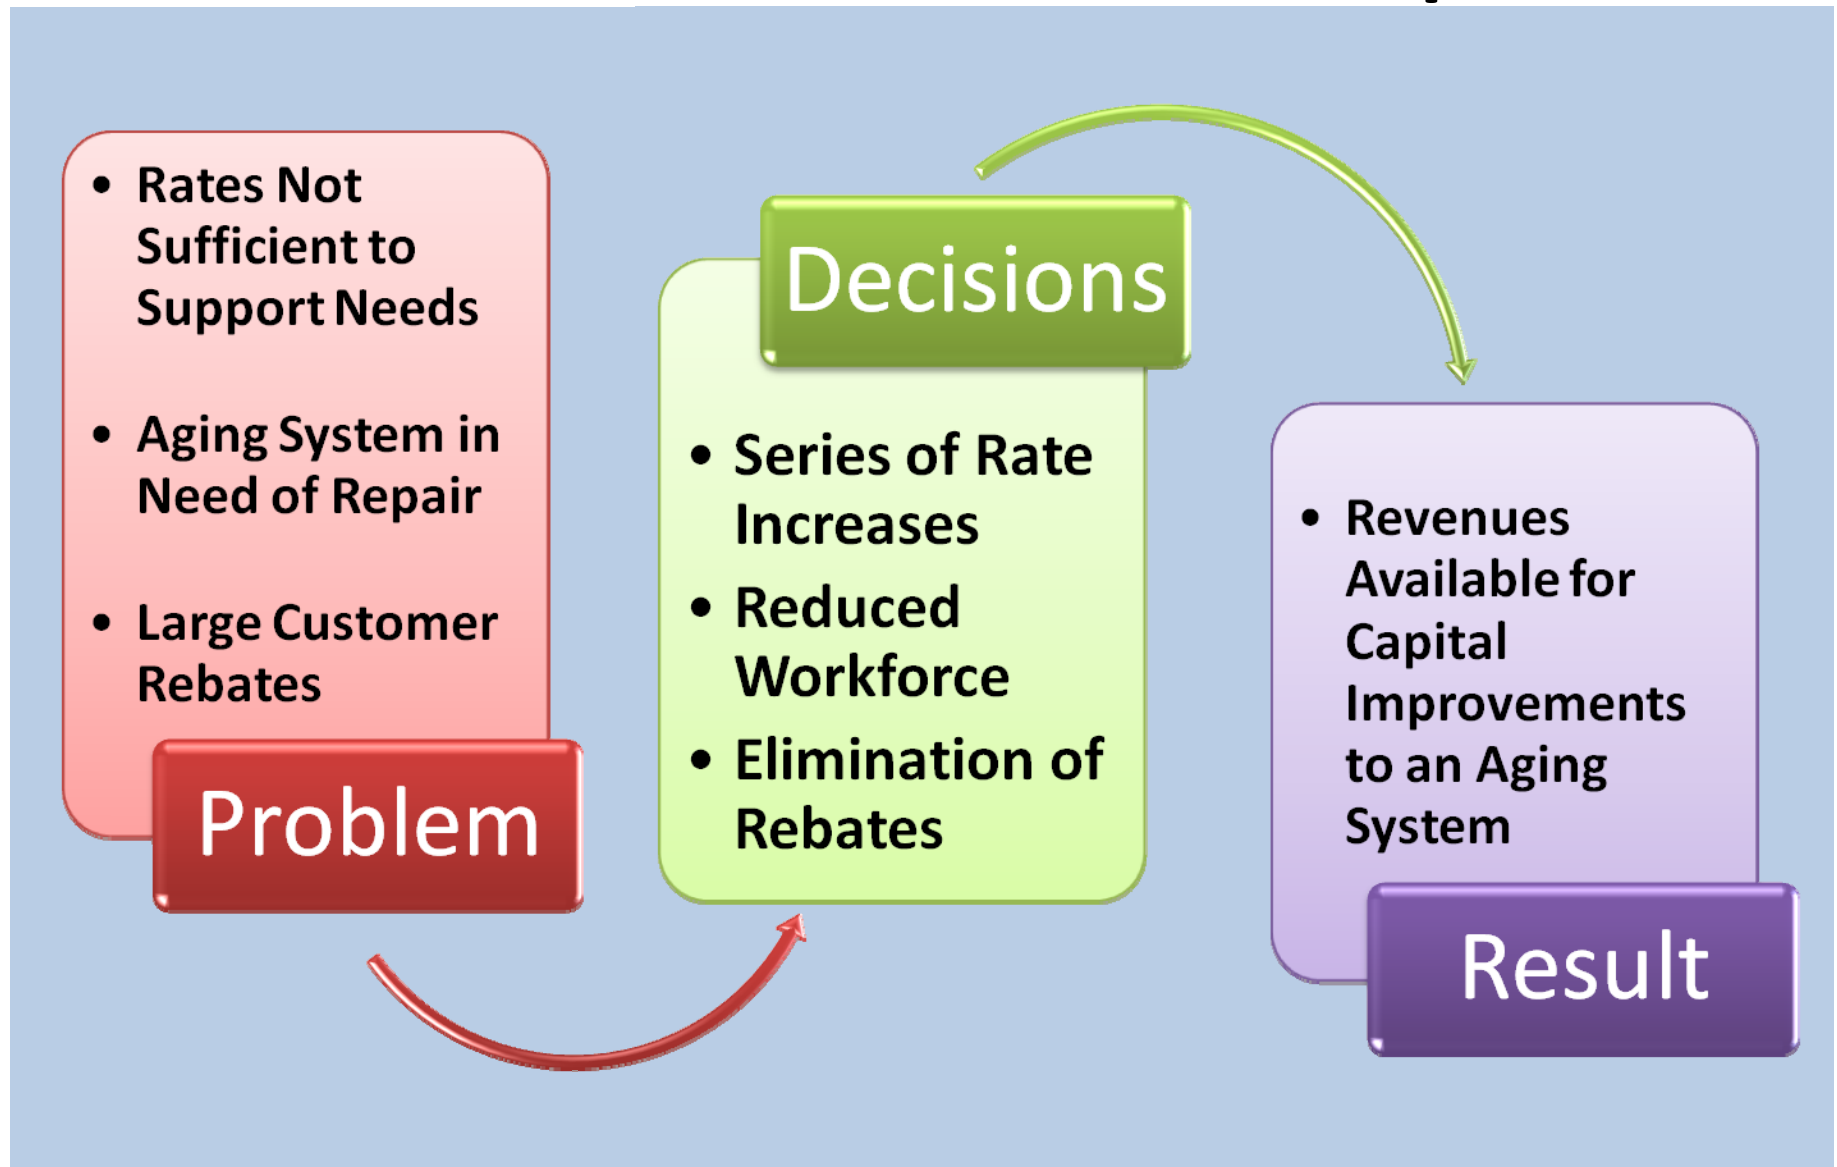 • Rates Not
Sufficient to
Support Needs
• Aging System in
Need of Repair
• Large Customer
Rebates
Problem
Decisions
• Series of Rate
Increases
• Reduced
Workforce
• Elimination of
Rebates
• Revenues
Available for
Capital
Improvements
to an Aging
System
Result